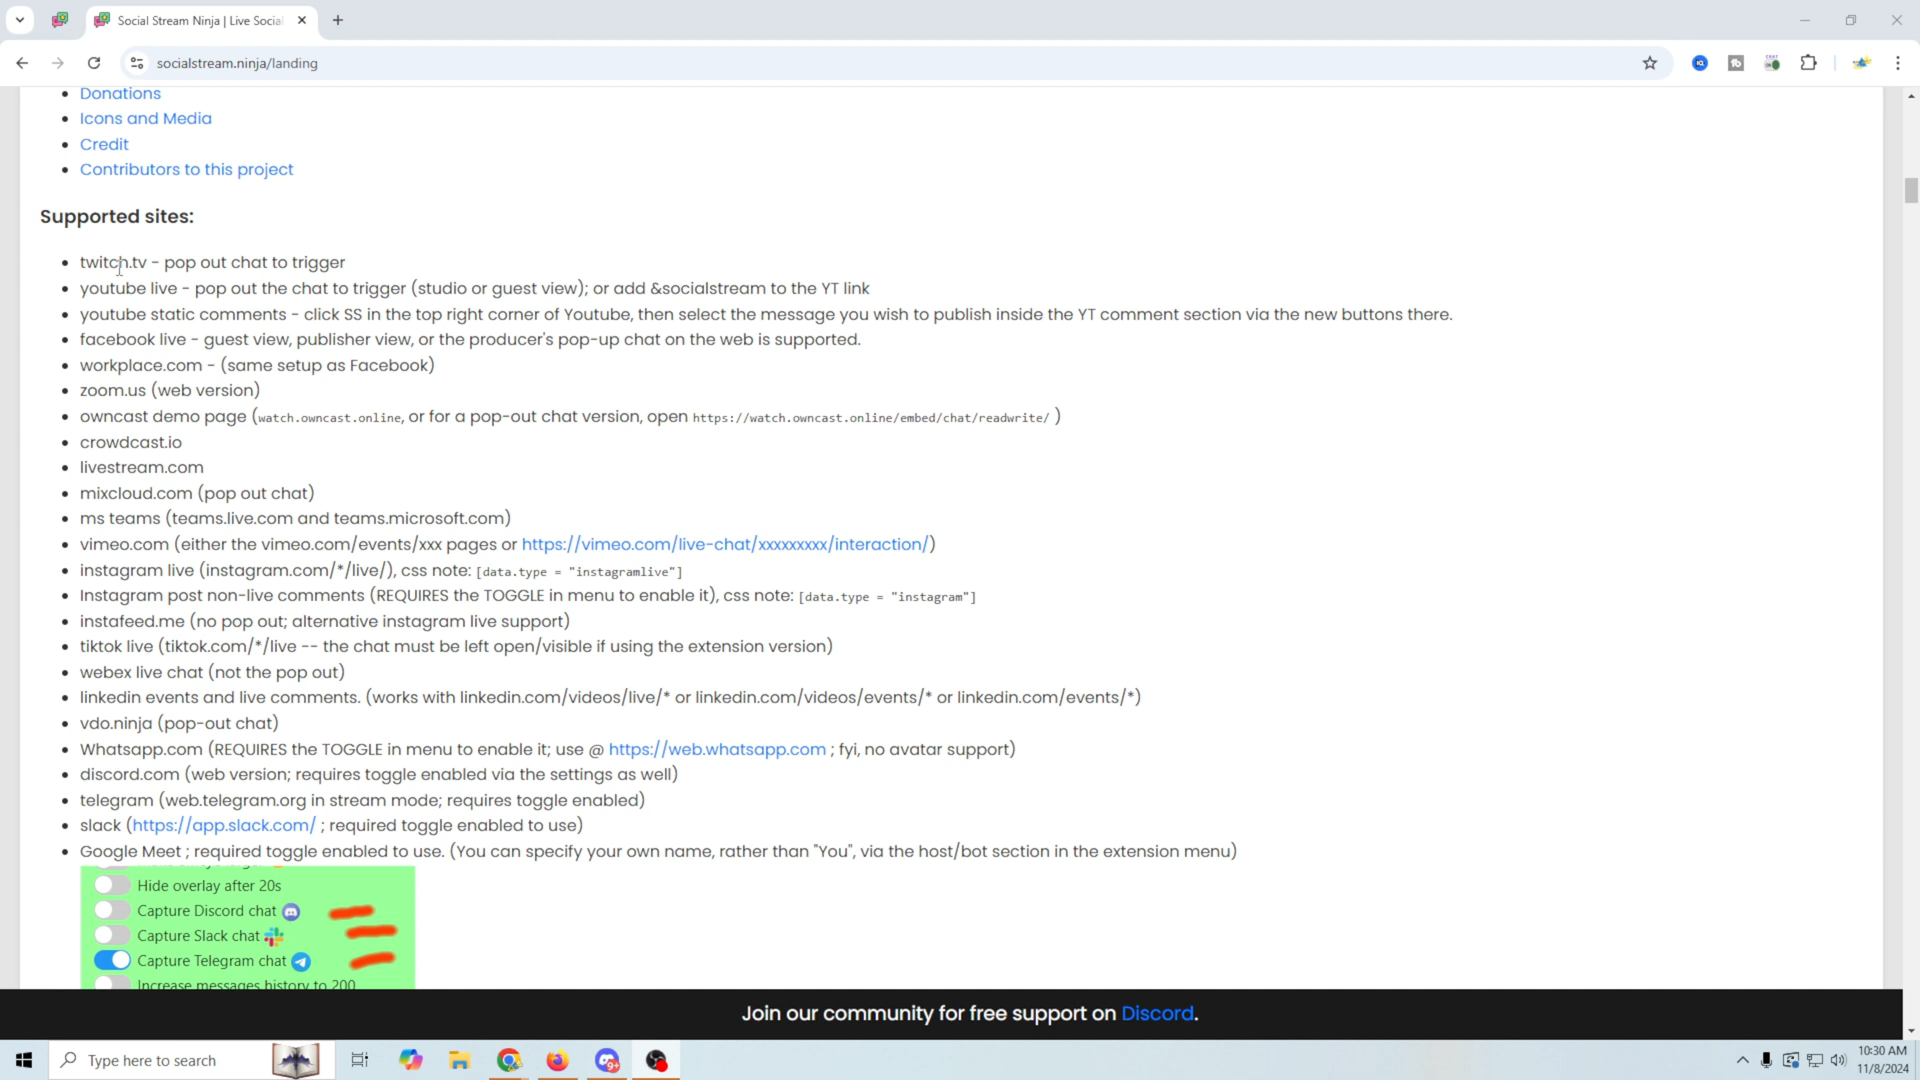 Social Stream Ninja | Live Social
socialstream.ninja/landing
Donations
Icons and Media
Credit
Contributors to this project
Supported sites:
twitch.tv - pop out chat to trigger
youtube live - pop out the chat to trigger (studio or guest view); or add &socialstream to the YT link
youtube static comments - click SS in the top right corner of Youtube, then select the message you wish to publish inside the YT comment section via the new buttons there.
facebook live - guest view, publisher view, or the producer's pop-up chat on the web is supported.
workplace.com - (same setup as Facebook)
zoom.us (web version)
owncast demo page (watch.owncast.online, or for a pop-out chat version, open https://watch.owncast.online/embed/chat/readwrite/ )
crowdcast.io
livestream.com
mixcloud.com (pop out chat)
ms teams (teams.live.com and teams.microsoft.com)
vimeo.com (either the vimeo.com/events/xxx pages or https://vimeo.com/live-chat/xxxxxxxxx/interaction/)
instagram live (instagram.com/*/live/), css note: [data.type = "instagramlive"]
Instagram post non-live comments (REQUIRES the TOGGLE in menu to enable it), css note: [data.type = "instagram"]
instafeed.me (no pop out; alternative instagram live support)
tiktok live (tiktok.com/*/live -- the chat must be left open/visible if using the extension version)
webex live chat (not the pop out)
linkedin events and live comments. (works with linkedin.com/videos/live/* or linkedin.com/videos/events/* or linkedin.com/events/*)
vdo.ninja (pop-out chat)
Whatsapp.com (REQUIRES the TOGGLE in menu to enable it; use @ https://web.whatsapp.com ; fyi, no avatar support)
discord.com (web version; requires toggle enabled via the settings as well)
telegram (web.telegram.org in stream mode; requires toggle enabled)
slack (https://app.slack.com/ ; required toggle enabled to use)
Google Meet ; required toggle enabled to use. (You can specify your own name, rather than "You", via the host/bot section in the extension menu)
Hide overlay after 20s
Capture Discord chat
Capture Slack chat
Capture Telegram chat
Increase messages history to 200
Join our community for free support on Discord.
Type here to search
9+
10:30 AM
11/8/2024